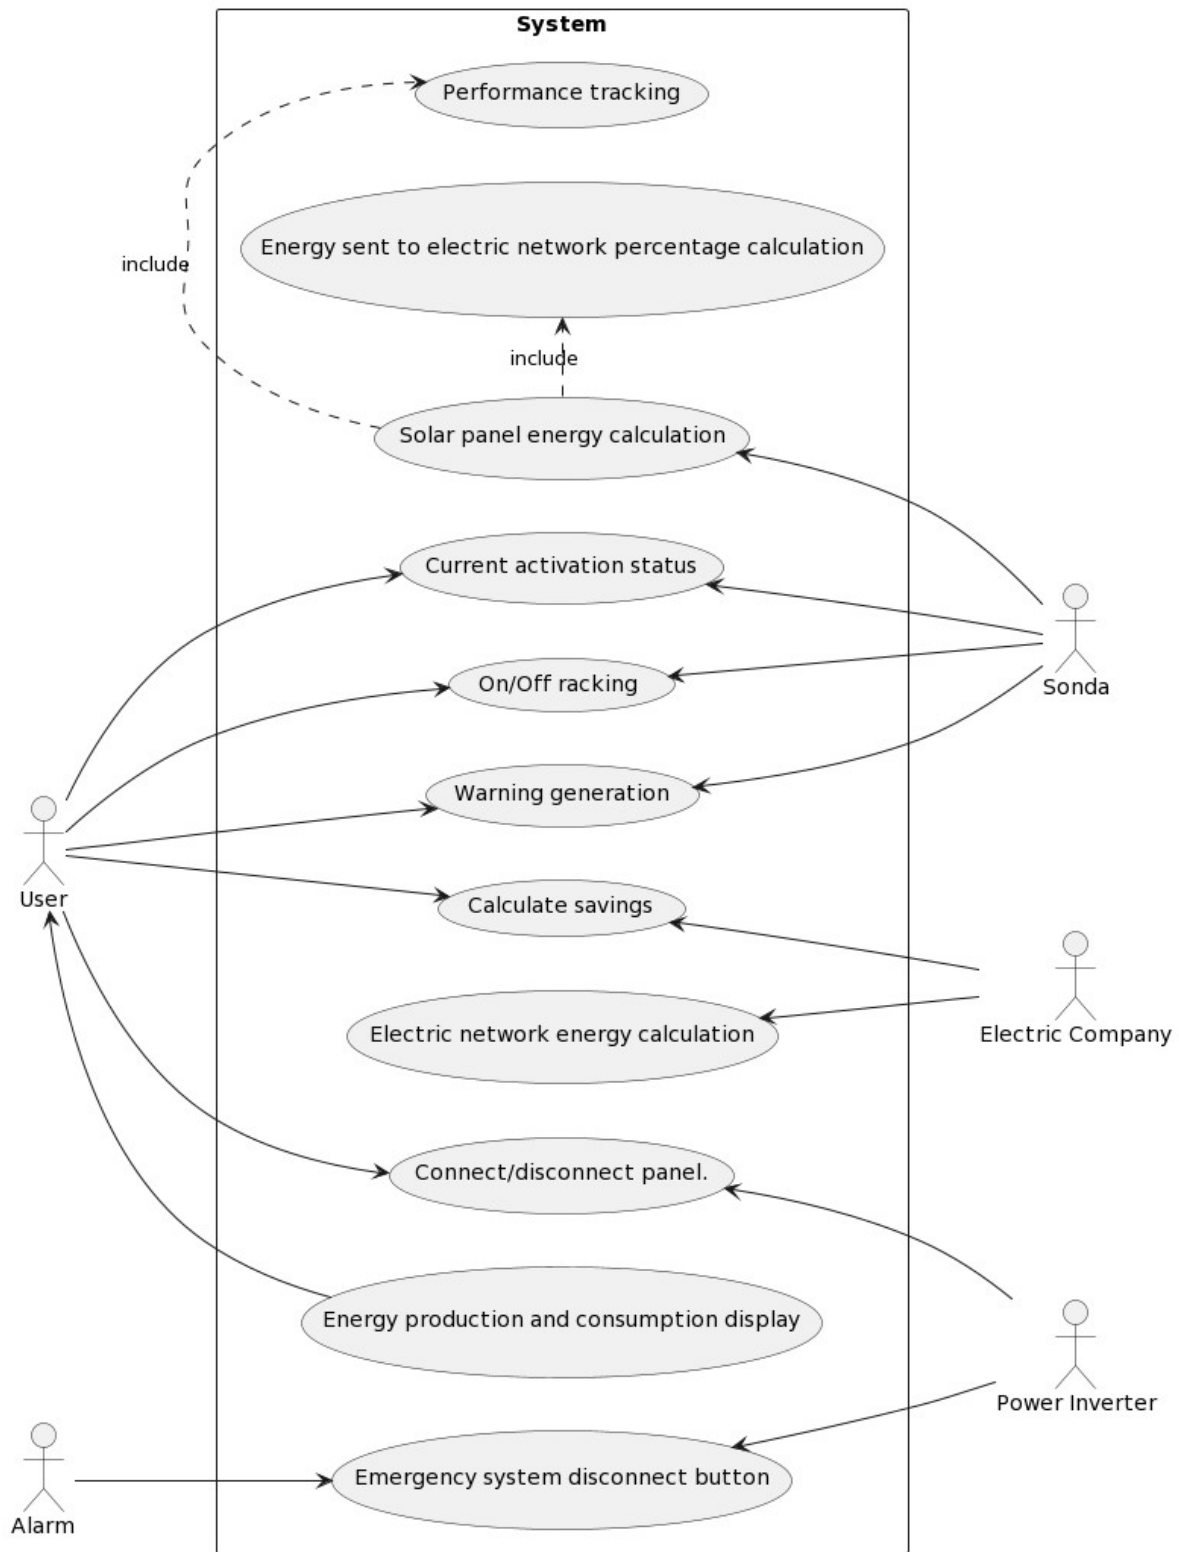 System
Performance tracking
Energy sent to electric network percentage calculation
include
include
Solar panel energy calculation
Current activation status
On/Off racking
Sonda
Warning generation
User
Calculate savings
Electric network energy calculation
Electric Company
Connect/disconnect panel.
Energy production and consumption display
Power Inverter
Emergency system disconnect button
Alarm